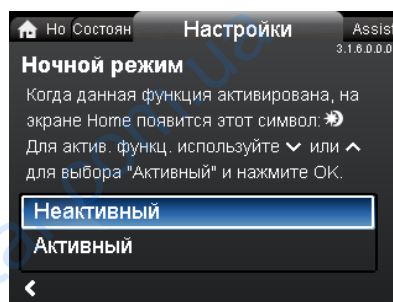 Но Состоян Настройки Assist
3.1.6.0.0.0
Ночной режим
Когда данная функция активирована, на
экране Home появится этот символ:
Для актив. функц. используйте или
для выбора "Активный" и нажмите OK.
Неактивный
Активный